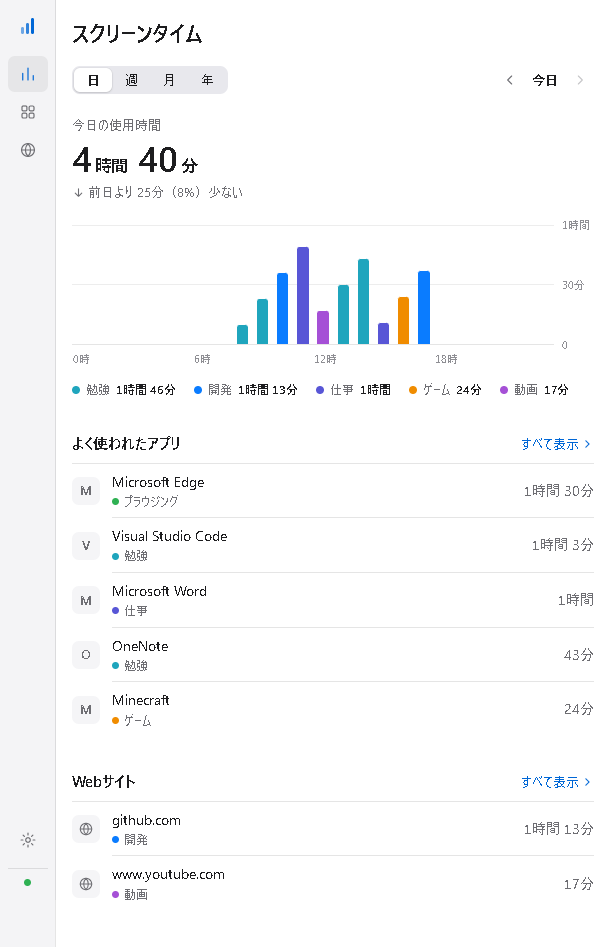 スクリーンタイム
日 週 月 年
今日
今日の使用時間
4時間 40分
↓ 前日より 25分（8%）少ない
1時間
30分
0
0時 6時 12時 18時
勉強 1時間 46分 開発 1時間 13分 仕事 1時間 ゲーム 24分 動画 17分
よく使われたアプリ すべて表示
M Microsoft Edge 1時間 30分
ブラウジング
V Visual Studio Code 1時間 3分
勉強
M Microsoft Word 1時間
仕事
O OneNote 43分
勉強
M Minecraft 24分
ゲーム
Webサイト すべて表示
github.com 1時間 13分
開発
www.youtube.com 17分
動画